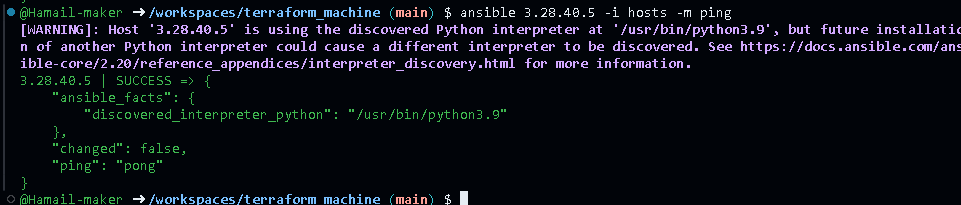 @Hamail-maker ➜ /workspaces/terraform_machine (main) $ ansible 3.28.40.5 -i hosts -m ping
[WARNING]: Host '3.28.40.5' is using the discovered Python interpreter at '/usr/bin/python3.9', but future installatio
n of another Python interpreter could cause a different interpreter to be discovered. See https://docs.ansible.com/ans
ible-core/2.20/reference_appendices/interpreter_discovery.html for more information.
3.28.40.5 | SUCCESS => {
    "ansible_facts": {
        "discovered_interpreter_python": "/usr/bin/python3.9"
    },
    "changed": false,
    "ping": "pong"
}
@Hamail-maker ➜ /workspaces/terraform_machine (main) $